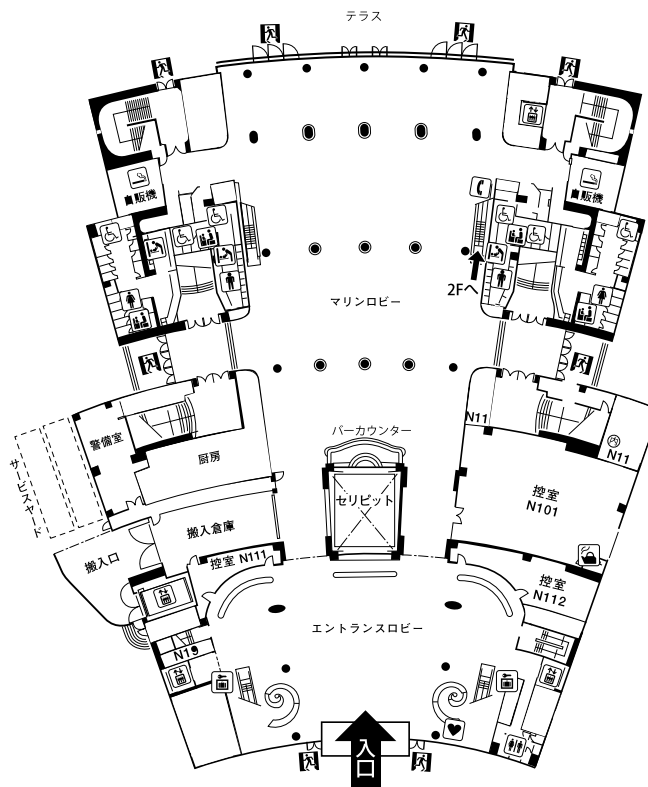 テラス
自販機
自販機
2Fへ
マリンロビー
バーカウンター
N11
N11
警備室
厨房
サービスヤード
セリピット
控室
N101
搬入倉庫
搬入口
控室 N111
控室
N112
エントランスロビー
N19
入口